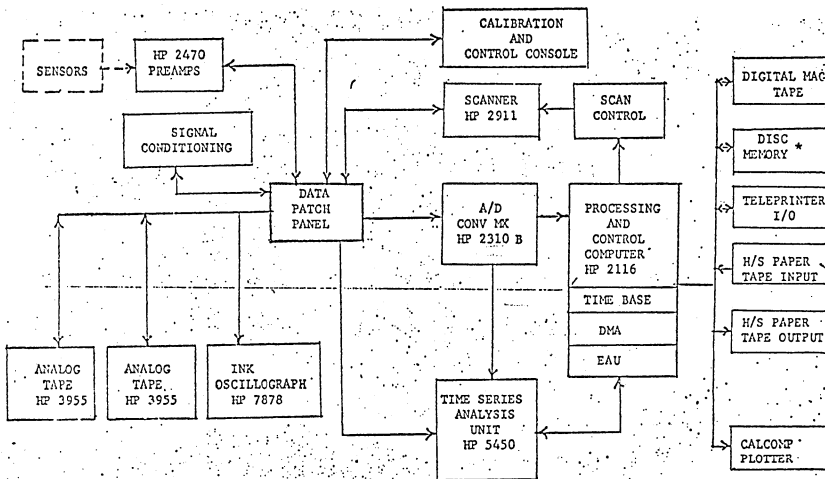 SENSORS
HP 2470
PREAMPS
CALIBRATION
AND
CONTROL CONSOLE
SIGNAL
CONDITIONING
SCANNER
HP 2911
SCAN
CONTROL
DATA
PATCH
PANEL
A/D
CONV MX
HP 2310 B
PROCESSING
AND
CONTROL
COMPUTER
HP 2116
TIME BASE
DMA
EAU
ANALOG
TAPE
HP 3955
ANALOG
TAPE
HP 3955
INK
OSCILLOGRAPH
HP 7878
TIME SERIES
ANALYSIS
UNIT
HP 5450
DIGITAL MAG
TAPE
DISC
MEMORY *
TELEPRINTER
I/O
H/S PAPER
TAPE INPUT
H/S PAPER
TAPE OUTPUT
CALCOMP
PLOTTER